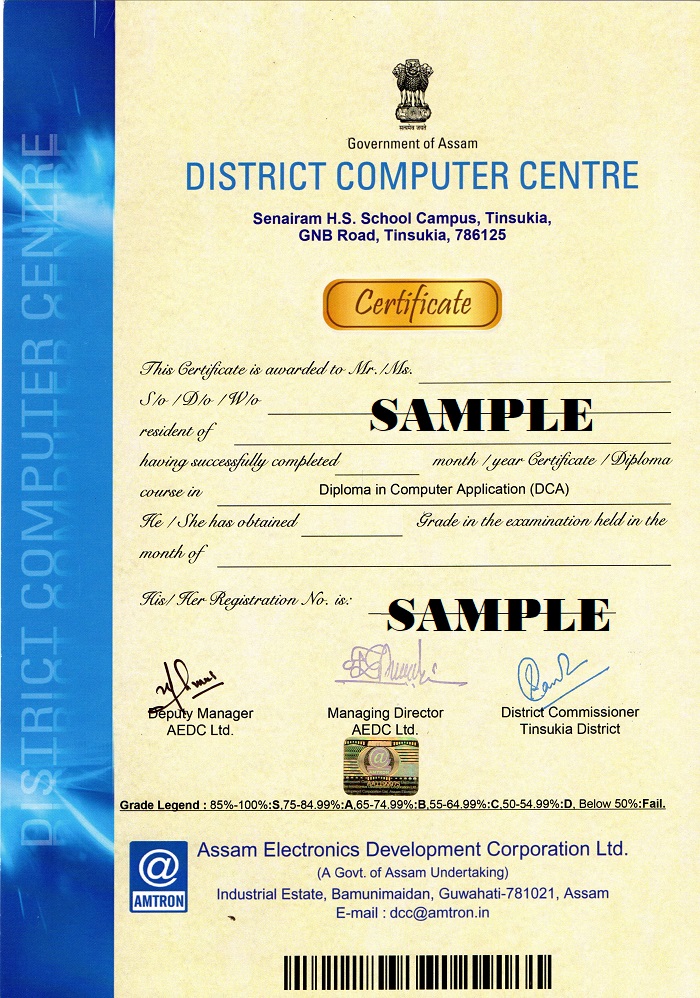 DISTRICT COMPUTER CENTRE
सत्यमेव जयते
Government of Assam
DISTRICT COMPUTER CENTRE
Senairam H.S. School Campus, Tinsukia,
GNB Road, Tinsukia, 786125
Certificate
This Certificate is awarded to Mr./Ms.
S/o / D/o / W/o
SAMPLE
resident of
having successfully completed month / year Certificate / Diploma
course in Diploma in Computer Application (DCA)
He / She has obtained Grade in the examination held in the
month of
His/ Her Registration No. is:
SAMPLE
Deputy Manager Managing Director District Commissioner
AEDC Ltd. AEDC Ltd. Tinsukia District
Grade Legend : 85%-100%:S,75-84.99%:A,65-74.99%:B,55-64.99%:C,50-54.99%:D, Below 50%:Fail.
@
AMTRON
Assam Electronics Development Corporation Ltd.
(A Govt. of Assam Undertaking)
Industrial Estate, Bamunimaidan, Guwahati-781021, Assam
E-mail : dcc@amtron.in